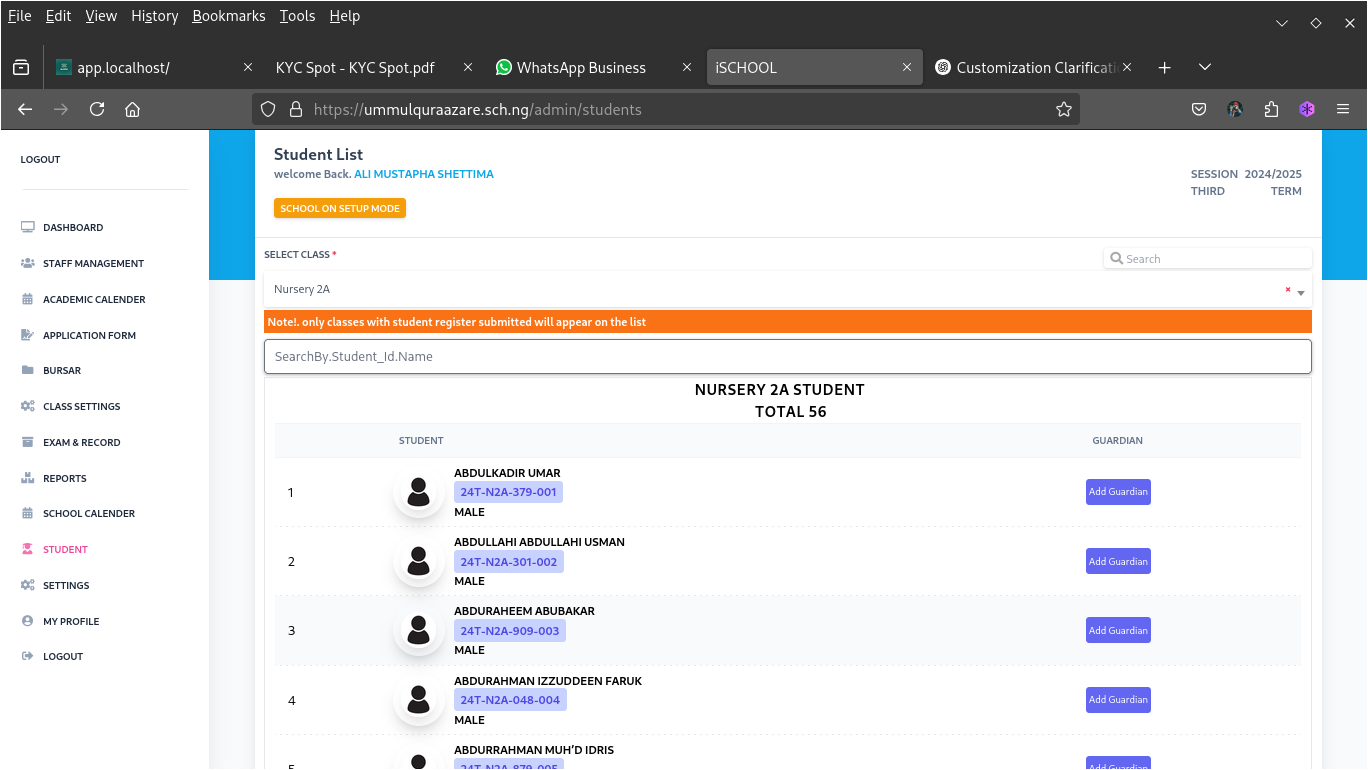 File Edit View History Bookmarks Tools Help
app.localhost/
KYC Spot - KYC Spot.pdf
WhatsApp Business
iSCHOOL
Customization Clarificati
https://ummulquraazare.sch.ng/admin/students
LOGOUT
DASHBOARD
STAFF MANAGEMENT
ACADEMIC CALENDER
APPLICATION FORM
BURSAR
CLASS SETTINGS
EXAM & RECORD
REPORTS
SCHOOL CALENDER
STUDENT
SETTINGS
MY PROFILE
LOGOUT
Student List
welcome Back. ALI MUSTAPHA SHETTIMA
SCHOOL ON SETUP MODE
SESSION 2024/2025
THIRD TERM
SELECT CLASS *
Search
Nursery 2A
Note!. only classes with student register submitted will appear on the list
SearchBy.Student_Id.Name
NURSERY 2A STUDENT
TOTAL 56
STUDENT GUARDIAN
1
ABDULKADIR UMAR
24T-N2A-379-001
MALE
Add Guardian
2
ABDULLAHI ABDULLAHI USMAN
24T-N2A-301-002
MALE
Add Guardian
3
ABDURAHEEM ABUBAKAR
24T-N2A-909-003
MALE
Add Guardian
4
ABDURAHMAN IZZUDDEEN FARUK
24T-N2A-048-004
MALE
Add Guardian
5
ABDURRAHMAN MUH'D IDRIS
24T-N2A-879-005
Add Guardian